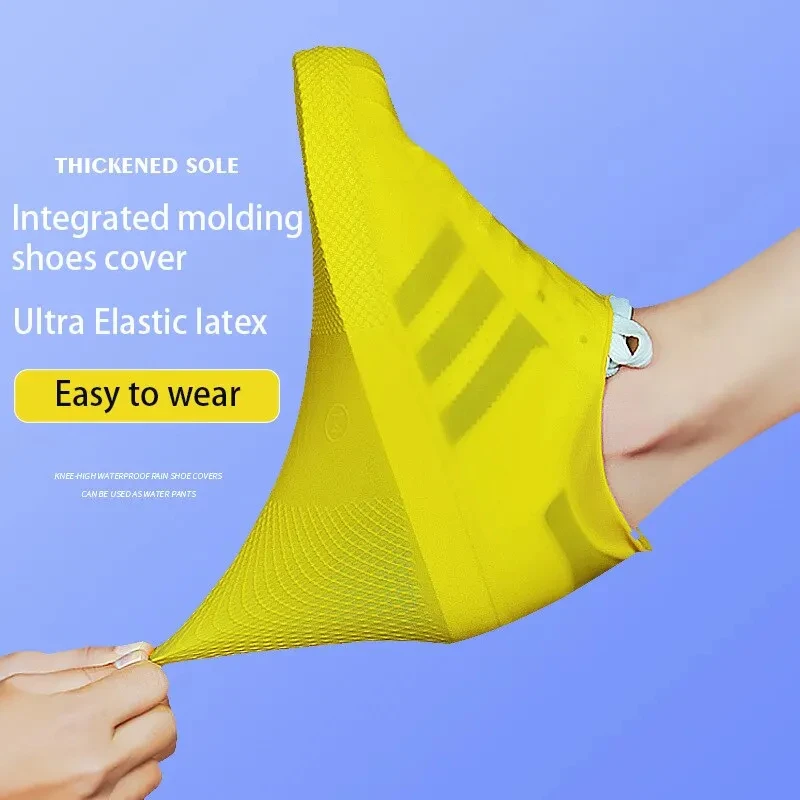 THICKENED SOLE
Integrated molding
shoes cover
Ultra Elastic latex
Easy to wear
KNEE-HIGH WATERPROOF RAIN SHOE COVERS
CAN BE USED AS WATER PANTS